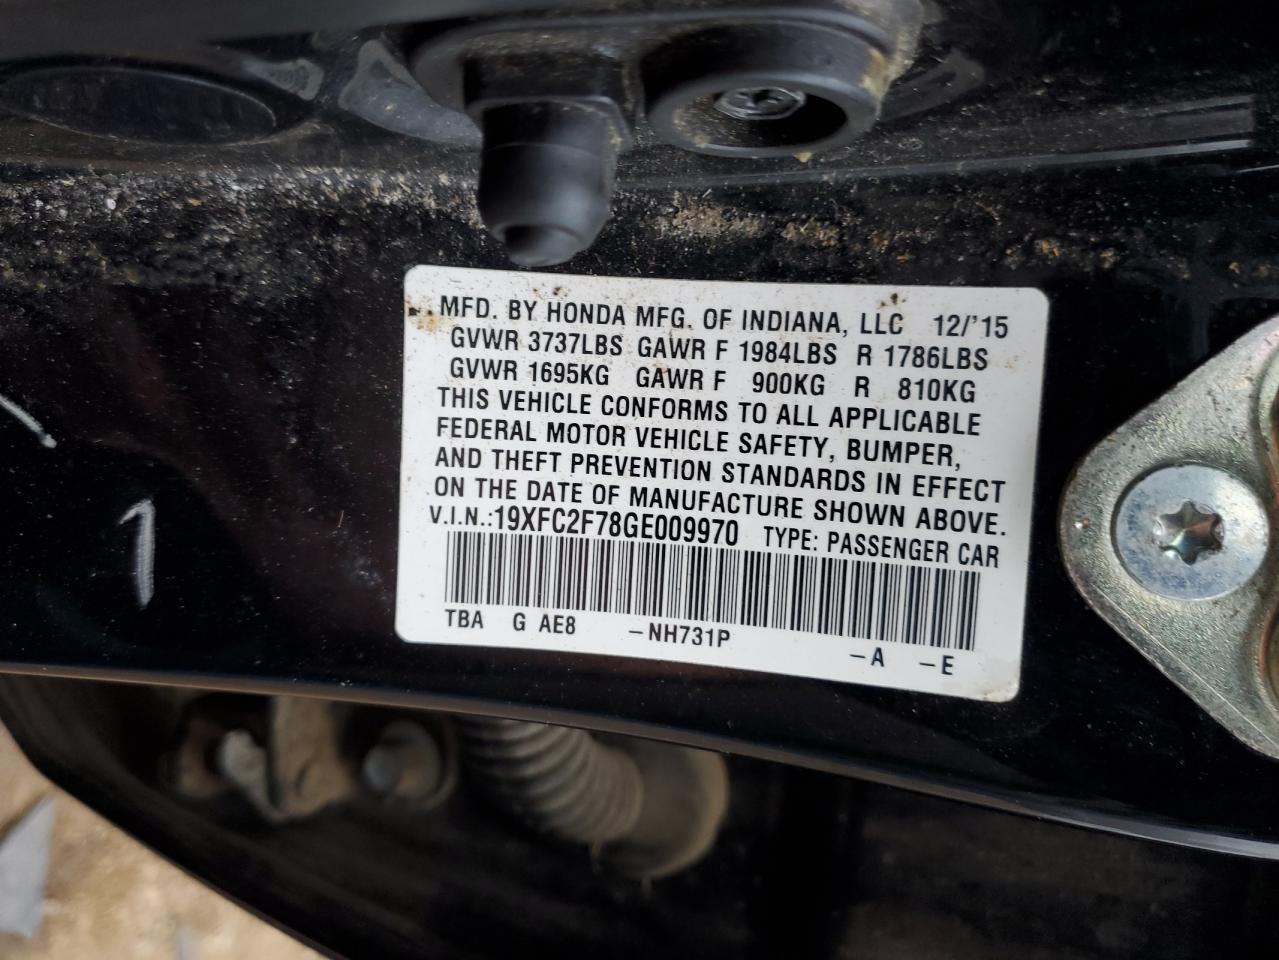 MFD. BY HONDA MFG. OF INDIANA, LLC 12/'15
GVWR 3737LBS GAWR F 1984LBS R 1786LBS
GVWR 1695KG GAWR F 900KG R 810KG
THIS VEHICLE CONFORMS TO ALL APPLICABLE
FEDERAL MOTOR VEHICLE SAFETY, BUMPER,
AND THEFT PREVENTION STANDARDS IN EFFECT
ON THE DATE OF MANUFACTURE SHOWN ABOVE.
V.I.N.:19XFC2F78GE009970 TYPE: PASSENGER CAR
TBA G AE8 -NH731P -A -E
1